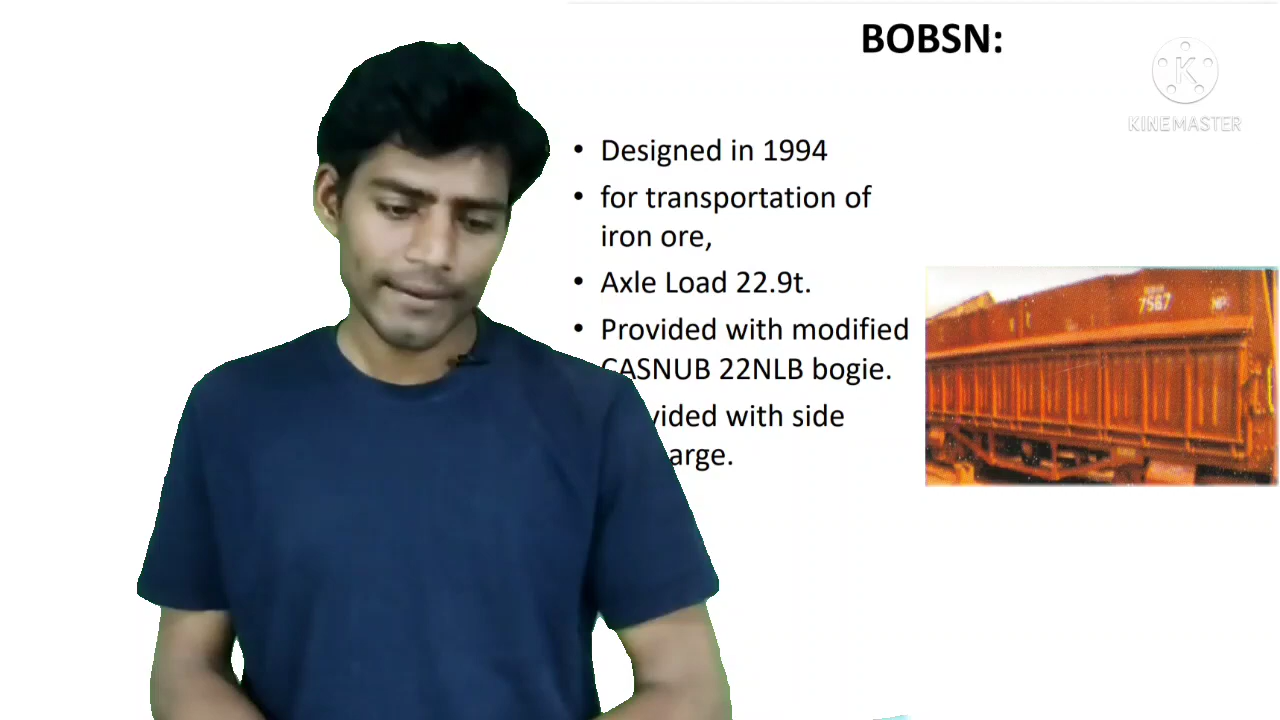 BOBSN:
KINEMASTER
• Designed in 1994
• for transportation of
iron ore,
• Axle Load 22.9t.
• Provided with modified
CASNUB 22NLB bogie.
vided with side
arge.
7567